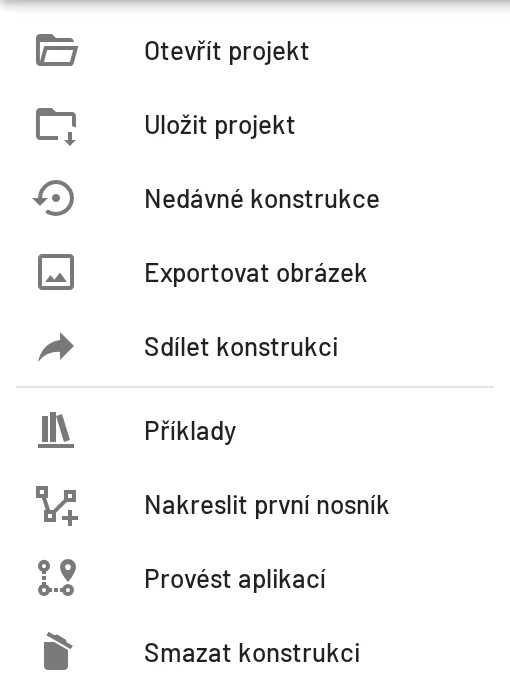 Otevřít projekt
Uložit projekt
Nedávné konstrukce
Exportovat obrázek
Sdílet konstrukci
Příklady
Nakreslit první nosník
Provést aplikací
Smazat konstrukci